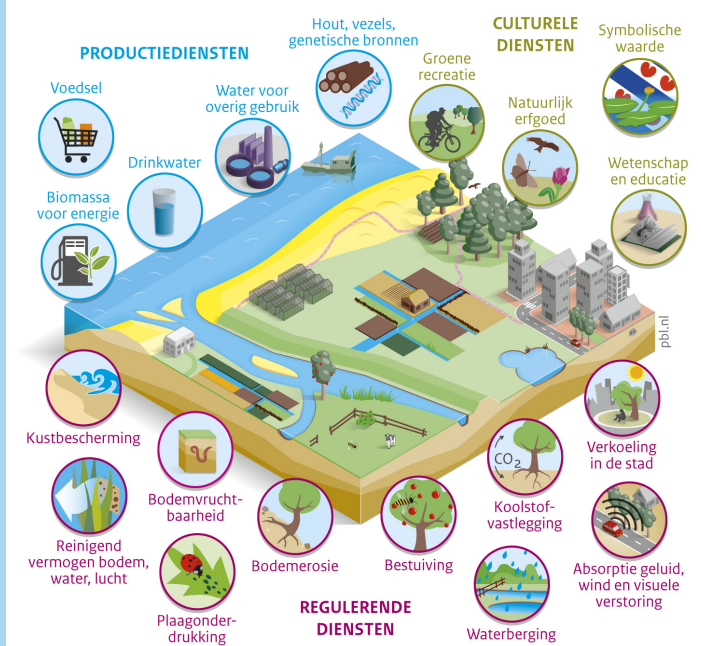 PRODUCTIEDIENSTEN
Voedsel
Drinkwater
Biomassa
voor energie
Water voor
overig gebruik
Hout, vezels,
genetische bronnen
CULTURELE
DIENSTEN
Groene
recreatie
Natuurlijk
erfgoed
Symbolische
waarde
Wetenschap
en educatie
pbl.nl
Kustbescherming
Reinigend
vermogen bodem,
water, lucht
Bodemvrucht-
baarheid
Plaagonder-
drukking
Bodemerosie
Bestuiving
CO2
Koolstof-
vastlegging
Waterberging
Verkoeling
in de stad
Absorptie geluid,
wind en visuele
verstoring
REGULERENDE
DIENSTEN